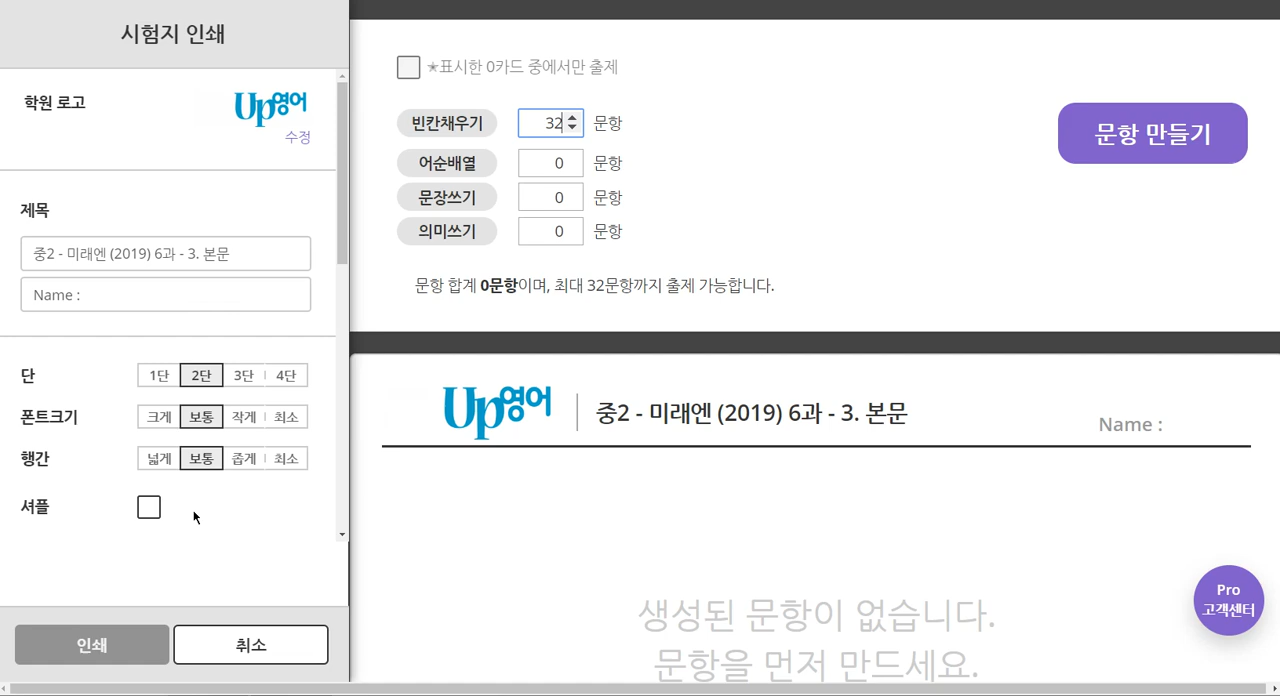 시험지 인쇄
학원 로고
Up영어
수정
제목
중2 - 미래엔 (2019) 6과 - 3. 본문
Name :
단
1단 2단 3단 4단
폰트크기
크게 보통 작게 최소
행간
넓게 보통 좁게 최소
셔플
인쇄 취소
★표시한 0카드 중에서만 출제
빈칸채우기 32 문항
어순배열 0 문항
문장쓰기 0 문항
의미쓰기 0 문항
문항 합계 0문항이며, 최대 32문항까지 출제 가능합니다.
문항 만들기
Up영어 중2 - 미래엔 (2019) 6과 - 3. 본문 Name :
생성된 문항이 없습니다.
문항을 먼저 만드세요.
Pro
고객센터